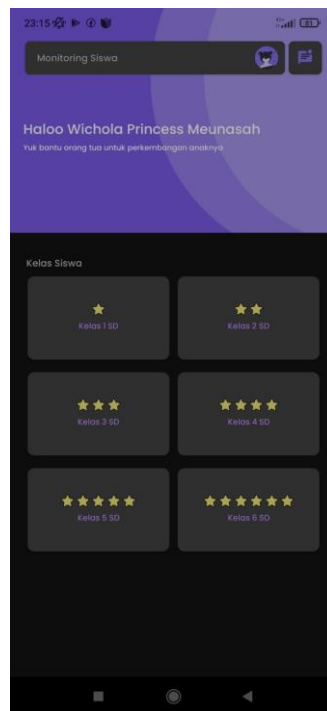 23:15
Monitoring Siswa
Haloo Wichola Princess Meunasah
Yuk bantu orang tua untuk perkembangan anaknya
Kelas Siswa
Kelas 1 SD
Kelas 2 SD
Kelas 3 SD
Kelas 4 SD
Kelas 5 SD
Kelas 6 SD